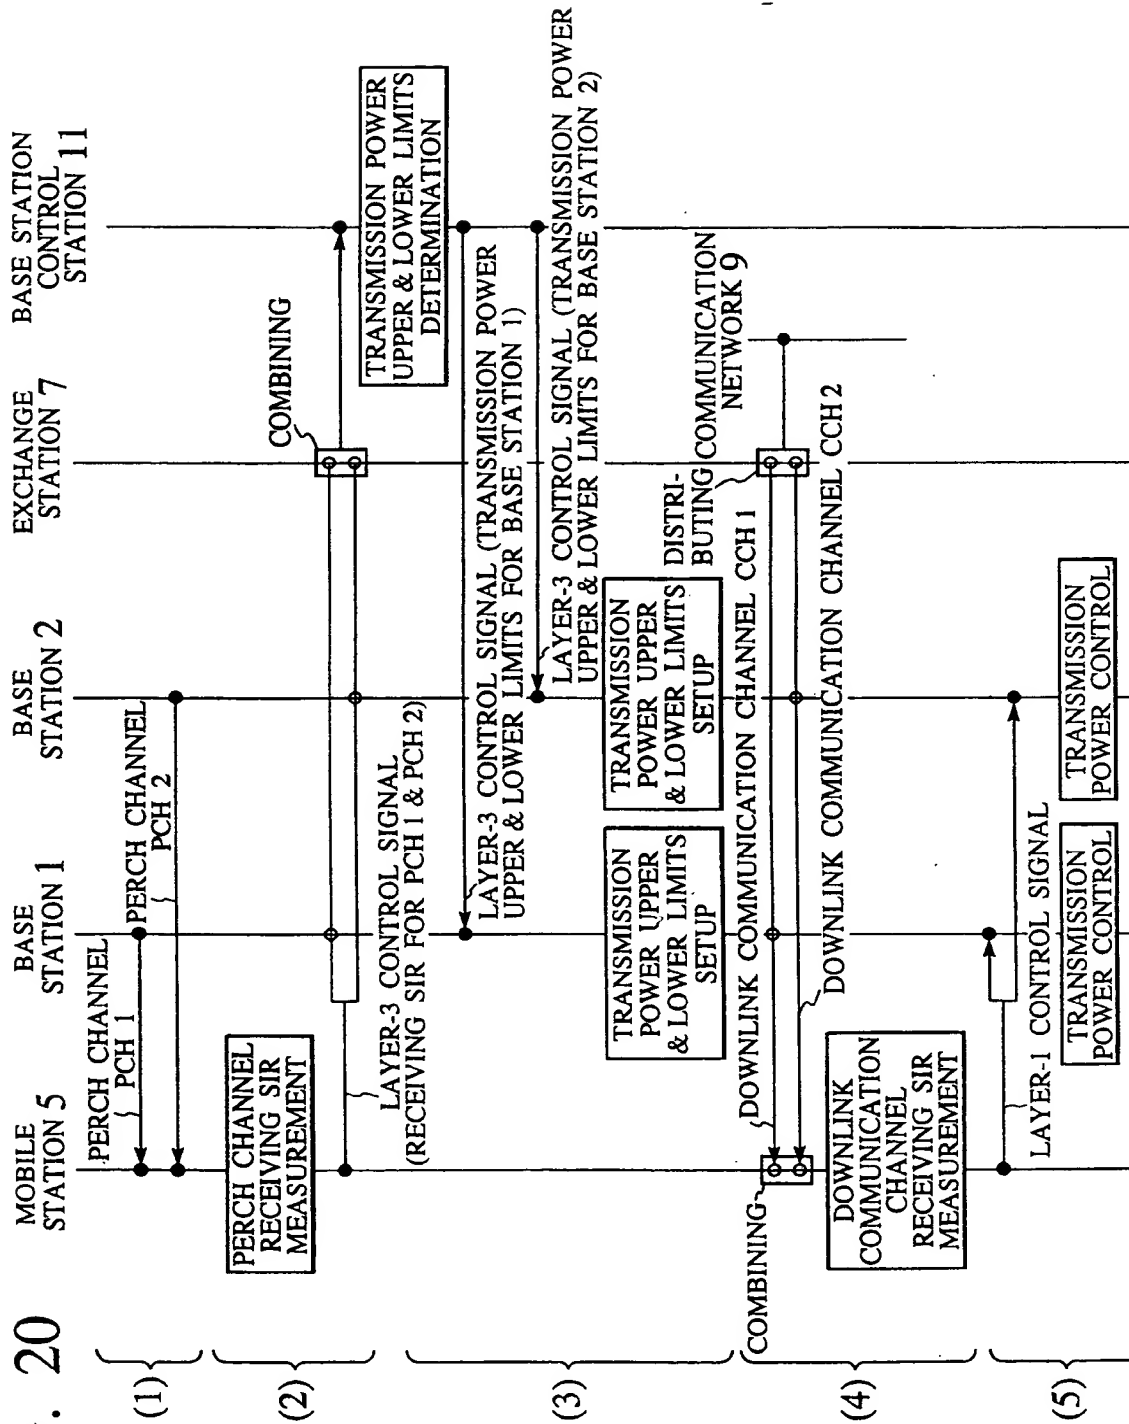 . 20
MOBILE
STATION 5
BASE
STATION 1
BASE
STATION 2
EXCHANGE
STATION 7
BASE STATION
CONTROL
STATION 11
(1)
PERCH CHANNEL
PCH 1
PERCH CHANNEL
PCH 2
(2)
PERCH CHANNEL
RECEIVING SIR
MEASUREMENT
COMBINING
LAYER-3 CONTROL SIGNAL
(RECEIVING SIR FOR PCH1 & PCH 2)
TRANSMISSION POWER
UPPER & LOWER LIMITS
DETERMINATION
(3)
LAYER-3 CONTROL SIGNAL (TRANSMISSION POWER
UPPER & LOWER LIMITS FOR BASE STATION 1)
LAYER-3 CONTROL SIGNAL (TRANSMISSION POWER
UPPER & LOWER LIMITS FOR BASE STATION 2)
TRANSMISSION
POWER UPPER
& LOWER LIMITS
SETUP
TRANSMISSION
POWER UPPER
& LOWER LIMITS
SETUP
(4)
DISTRI-
BUTING
COMMUNICATION
NETWORK 9
DOWNLINK COMMUNICATION CHANNEL CCH 1
DOWNLINK COMMUNICATION CHANNEL CCH 2
COMBINING
DOWNLINK
COMMUNICATION
CHANNEL
RECEIVING SIR
MEASUREMENT
(5)
LAYER-1 CONTROL SIGNAL
TRANSMISSION
POWER CONTROL
TRANSMISSION
POWER CONTROL